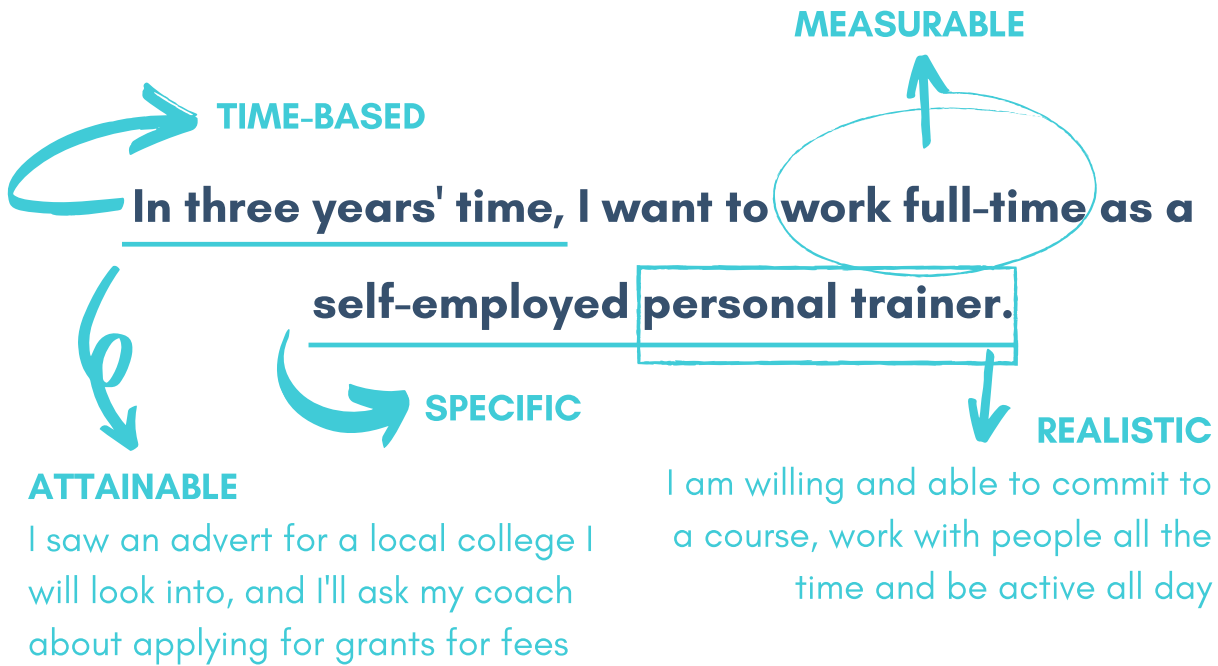 MEASURABLE
TIME-BASED
In three years' time, I want to work full-time as a
self-employed personal trainer.
SPECIFIC
REALISTIC
I am willing and able to commit to
a course, work with people all the
time and be active all day
ATTAINABLE
I saw an advert for a local college I
will look into, and I'll ask my coach
about applying for grants for fees